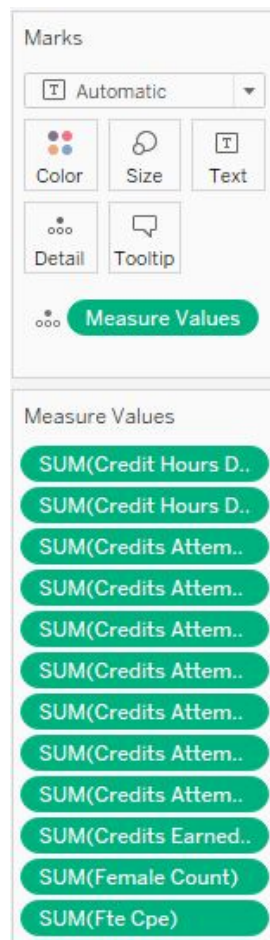 Marks
T Automatic
Color Size T Text
Detail Tooltip
Measure Values
Measure Values
SUM(Credit Hours D..
SUM(Credit Hours D..
SUM(Credits Attem..
SUM(Credits Attem..
SUM(Credits Attem..
SUM(Credits Attem..
SUM(Credits Attem..
SUM(Credits Attem..
SUM(Credits Attem..
SUM(Credits Earned..
SUM(Female Count)
SUM(Fte Cpe)